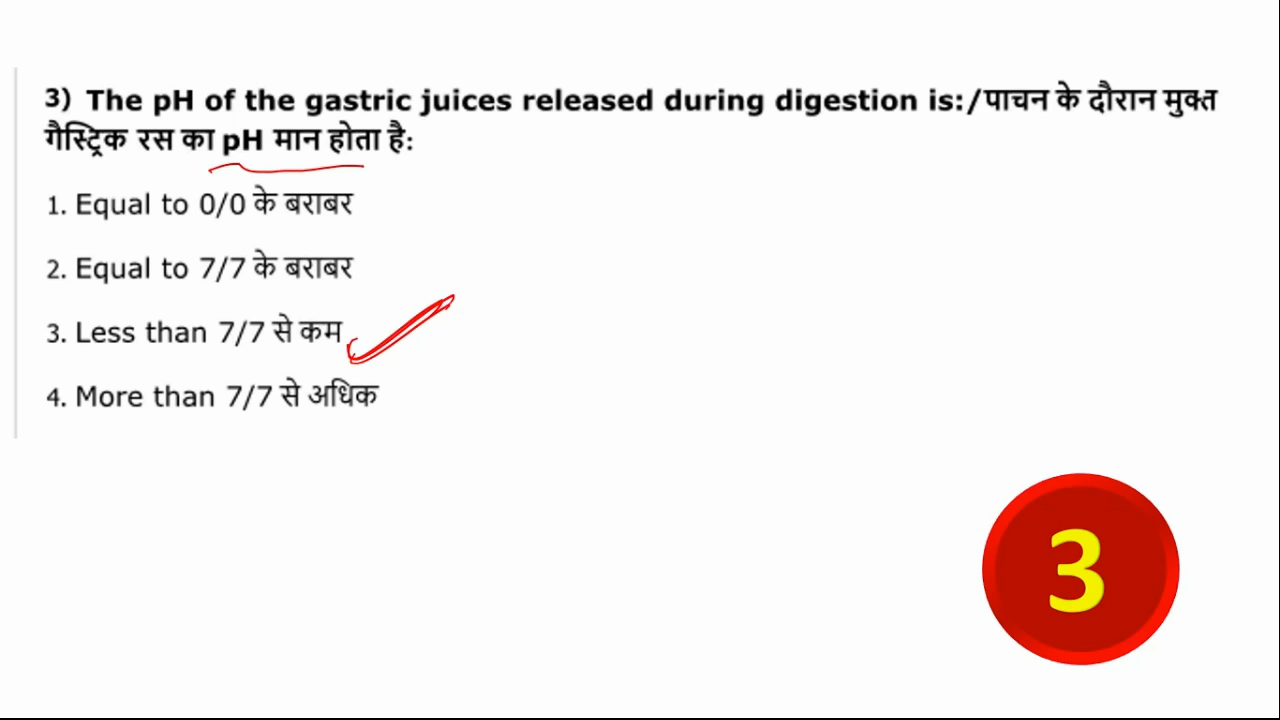 3) The pH of the gastric juices released during digestion is:/पाचन के दौरान मुक्त
गैस्ट्रिक रस का pH मान होता है:
1. Equal to 0/0 के बराबर
2. Equal to 7/7 के बराबर
3. Less than 7/7 से कम
4. More than 7/7 से अधिक
3